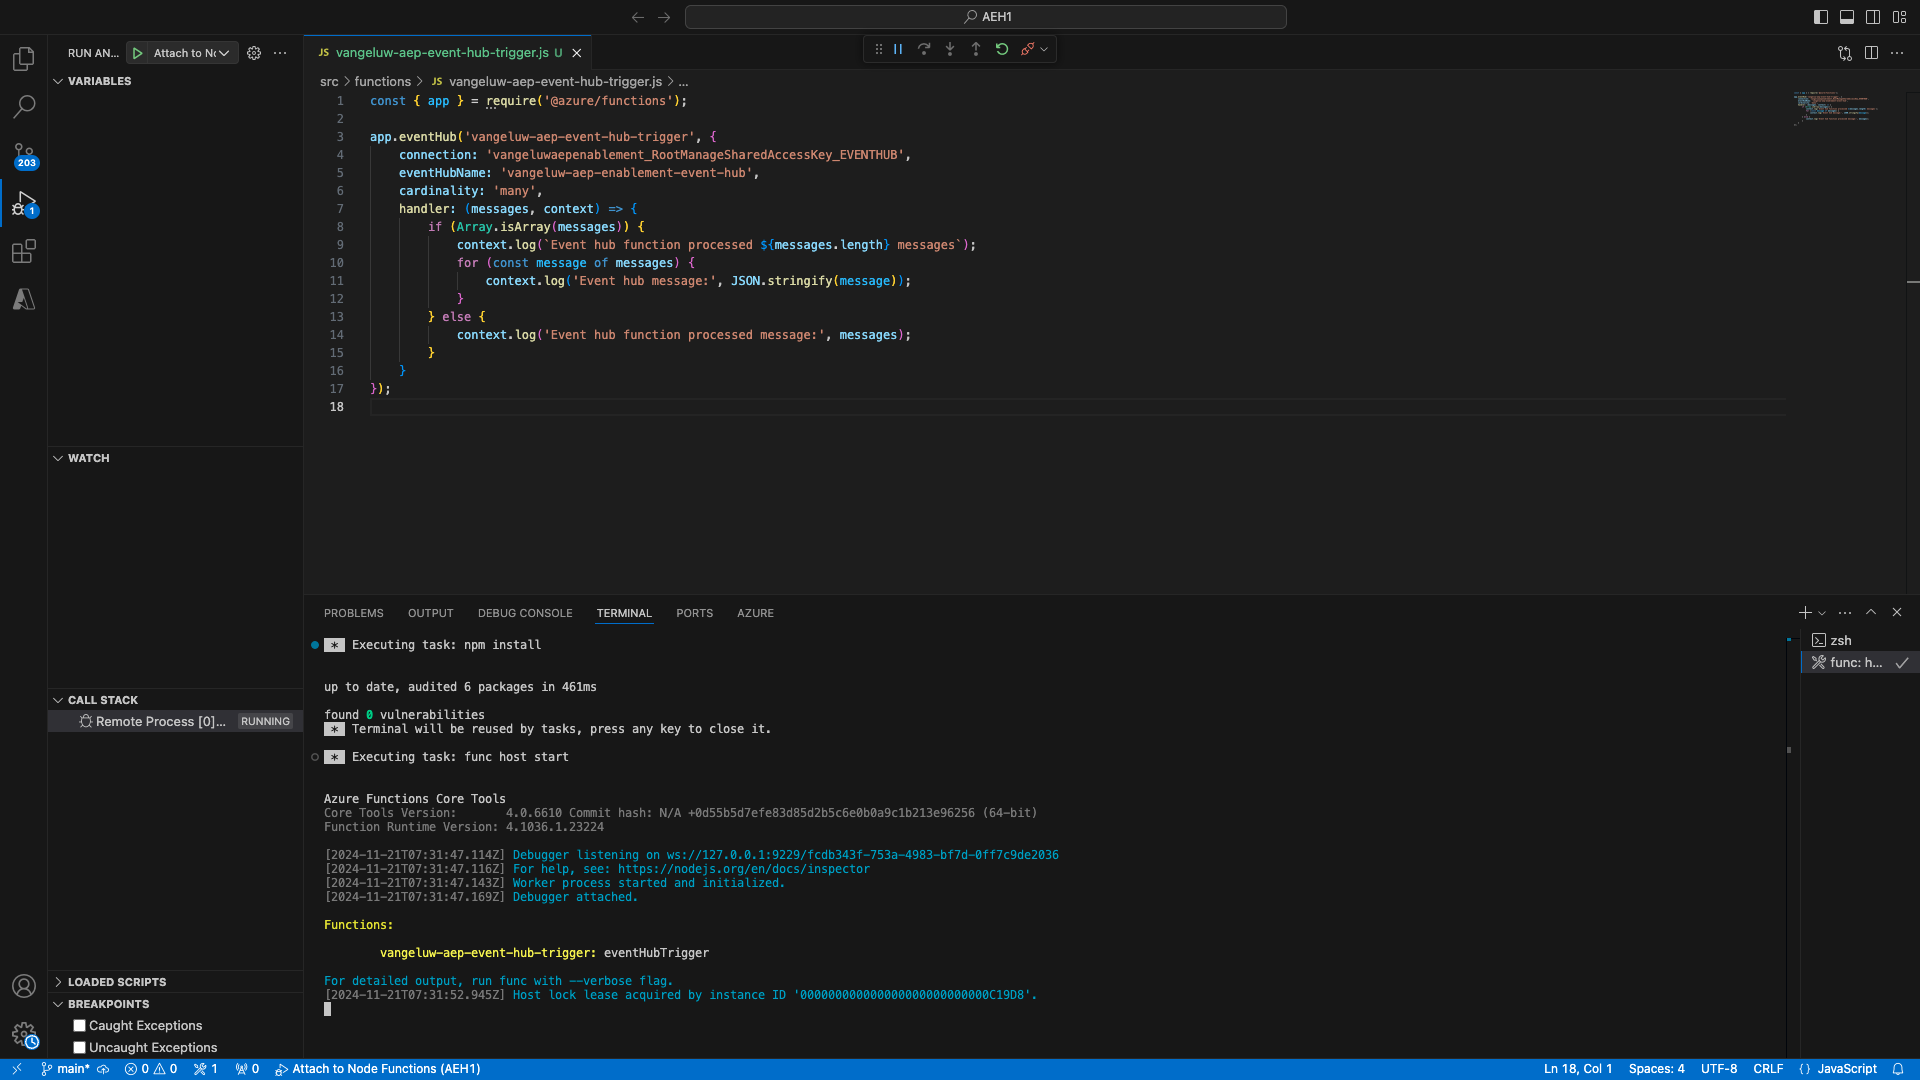 AEH1
RUN AN... Attach to No
JS vangeluw-aep-event-hub-trigger.js U
203
1
VARIABLES
WATCH
CALL STACK
Remote Process [0]... RUNNING
LOADED SCRIPTS
BREAKPOINTS
Caught Exceptions
Uncaught Exceptions
src > functions > JS vangeluw-aep-event-hub-trigger.js > ...
1 const { app } = require('@azure/functions');
2
3 app.eventHub('vangeluw-aep-event-hub-trigger', {
4 connection: 'vangeluwaepenablement_RootManageSharedAccessKey_EVENTHUB',
5 eventHubName: 'vangeluw-aep-enablement-event-hub',
6 cardinality: 'many',
7 handler: (messages, context) => {
8 if (Array.isArray(messages)) {
9 context.log(`Event hub function processed ${messages.length} messages`);
10 for (const message of messages) {
11 context.log('Event hub message:', JSON.stringify(message));
12 }
13 } else {
14 context.log('Event hub function processed message:', messages);
15 }
16 }
17 });
18
PROBLEMS OUTPUT DEBUG CONSOLE TERMINAL PORTS AZURE
zsh
func: h...
* Executing task: npm install
up to date, audited 6 packages in 461ms
found 0 vulnerabilities
* Terminal will be reused by tasks, press any key to close it.
* Executing task: func host start
Azure Functions Core Tools
Core Tools Version: 4.0.6610 Commit hash: N/A +0d55b5d7efe83d85d2b5c6e0b0a9c1b213e96256 (64-bit)
Function Runtime Version: 4.1036.1.23224
[2024-11-21T07:31:47.114Z] Debugger listening on ws://127.0.0.1:9229/fcdb343f-753a-4983-bf7d-0ff7c9de2036
[2024-11-21T07:31:47.116Z] For help, see: https://nodejs.org/en/docs/inspector
[2024-11-21T07:31:47.143Z] Worker process started and initialized.
[2024-11-21T07:31:47.169Z] Debugger attached.
Functions:
vangeluw-aep-event-hub-trigger: eventHubTrigger
For detailed output, run func with --verbose flag.
[2024-11-21T07:31:52.945Z] Host lock lease acquired by instance ID '000000000000000000000000000C19D8'.
main* 0 0 1 0 Attach to Node Functions (AEH1) Ln 18, Col 1 Spaces: 4 UTF-8 CRLF {} JavaScript